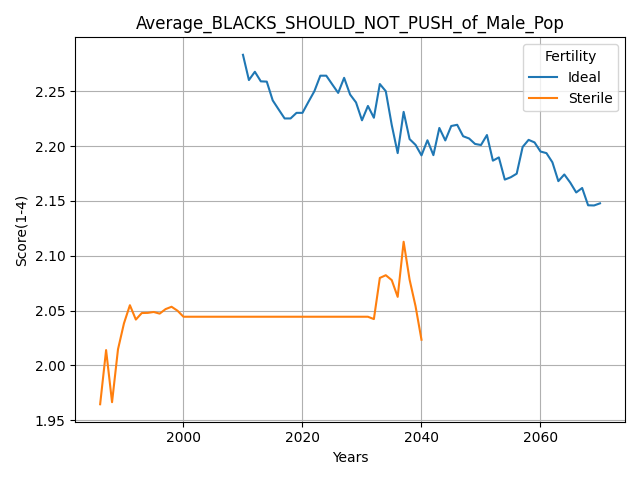 Average_BLACKS_SHOULD_NOT_PUSH_of_Male_Pop
Fertility
Ideal
Sterile
Score(1-4)
2.25
2.20
2.15
2.10
2.05
2.00
1.95
2000 2020 2040 2060
Years